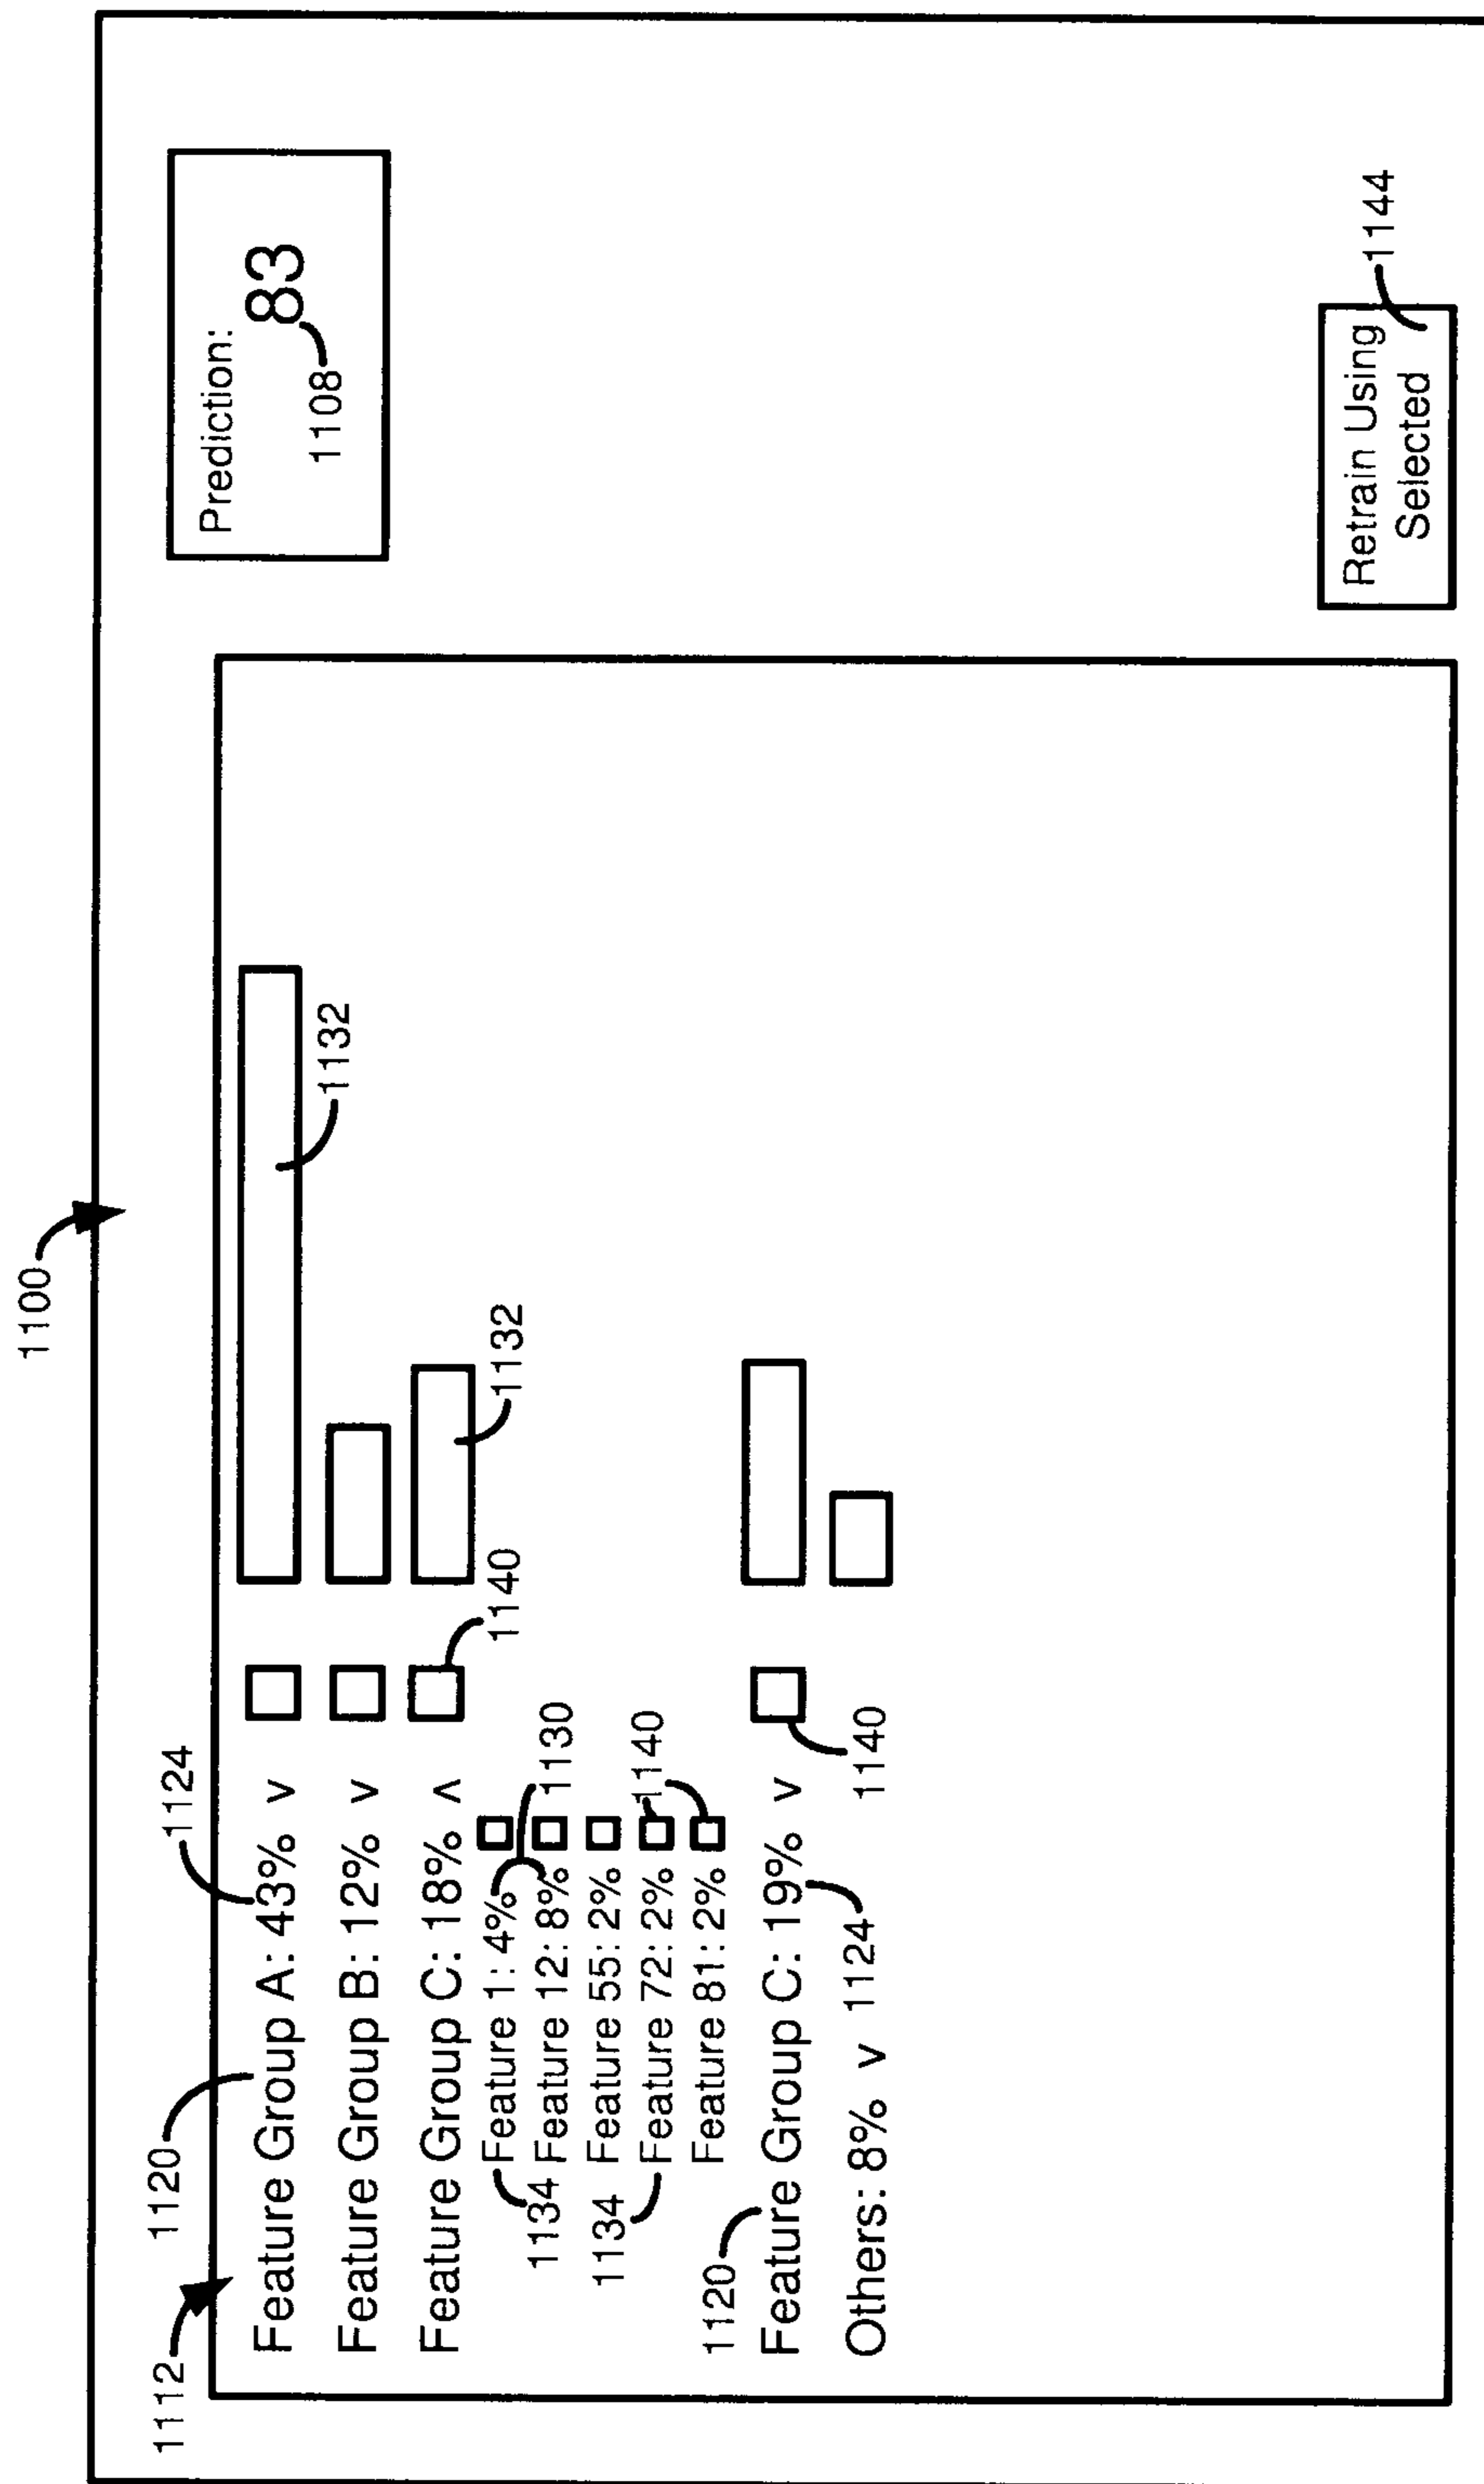 1100
1112
1120
1124
Feature Group A: 43% v
1132
Feature Group B: 12% v
Feature Group C: 18% ʌ
1140
1132
Feature 1: 4%
1134
Feature 12: 8%
1130
Feature 55: 2%
1134
Feature 72: 2%
1140
Feature 81: 2%
1120
Feature Group C: 19% v
Others: 8% v
1124
1140
Prediction:
83
1108
Retrain Using
Selected
1144